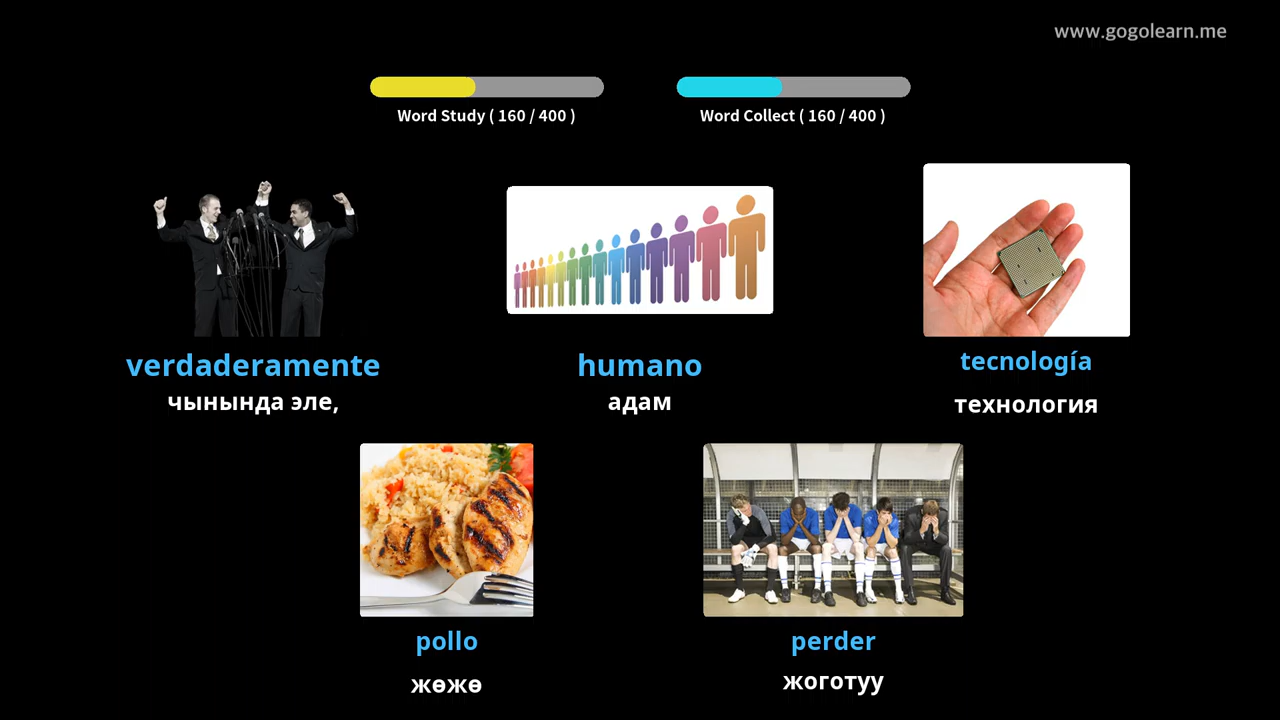 www.gogolearn.me
Word Study ( 160 / 400 )
Word Collect ( 160 / 400 )
verdaderamente
чынында эле,
humano
адам
tecnología
технология
pollo
жөжө
perder
жоготуу